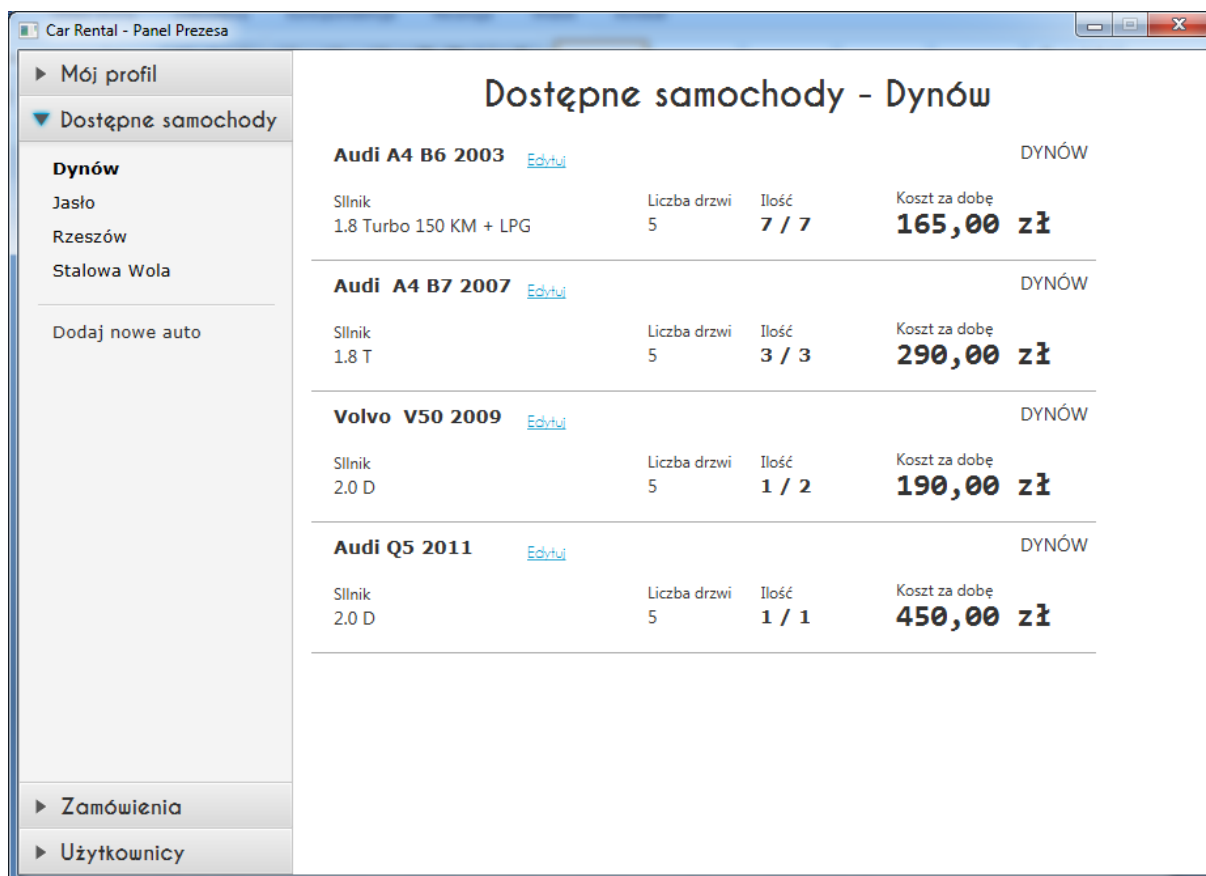 Car Rental - Panel Prezesa
Mój profil
Dostępne samochody
Dynów
Jasło
Rzeszów
Stalowa Wola
Dodaj nowe auto
Zamówienia
Użytkownicy
Dostępne samochody - Dynów
Audi A4 B6 2003 Edytuj DYNÓW
SIlnik Liczba drzwi Ilość Koszt za dobę
1.8 Turbo 150 KM + LPG 5 7 / 7 165,00 zł
Audi A4 B7 2007 Edytuj DYNÓW
SIlnik Liczba drzwi Ilość Koszt za dobę
1.8 T 5 3 / 3 290,00 zł
Volvo V50 2009 Edytuj DYNÓW
SIlnik Liczba drzwi Ilość Koszt za dobę
2.0 D 5 1 / 2 190,00 zł
Audi Q5 2011 Edytuj DYNÓW
SIlnik Liczba drzwi Ilość Koszt za dobę
2.0 D 5 1 / 1 450,00 zł